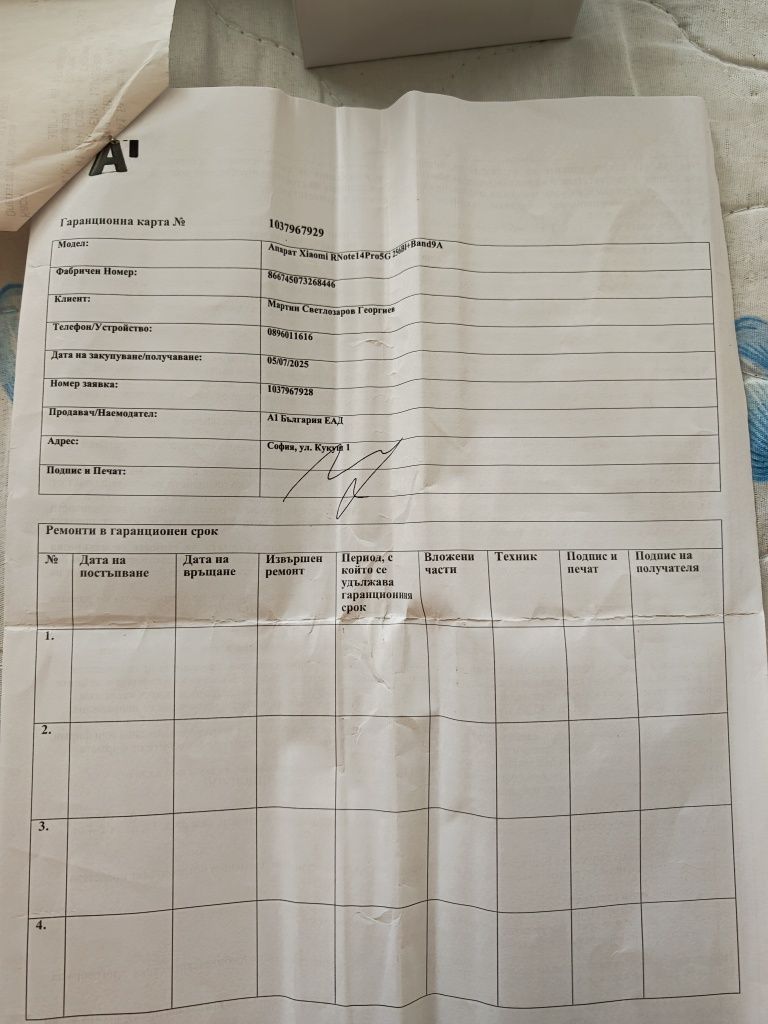 A1
Гаранционна карта № 1037967929
Модел: Апарат Xiaomi RNote14Pro5G 256Bl+Band9A
Фабричен Номер: 866745073268446
Клиент: Мартин Светлозаров Георгиев
Телефон/Устройство: 0896011616
Дата на закупуване/получаване: 05/07/2025
Номер заявка: 1037967928
Продавач/Наемодател: А1 България ЕАД
Адрес: София, ул. Кукуш 1
Подпис и Печат:
Ремонти в гаранционен срок
№ Дата на постъпване Дата на връщане Извършен ремонт Период, с който се удължава гаранционния срок Вложени части Техник Подпис и печат Подпис на получателя
1.
2.
3.
4.